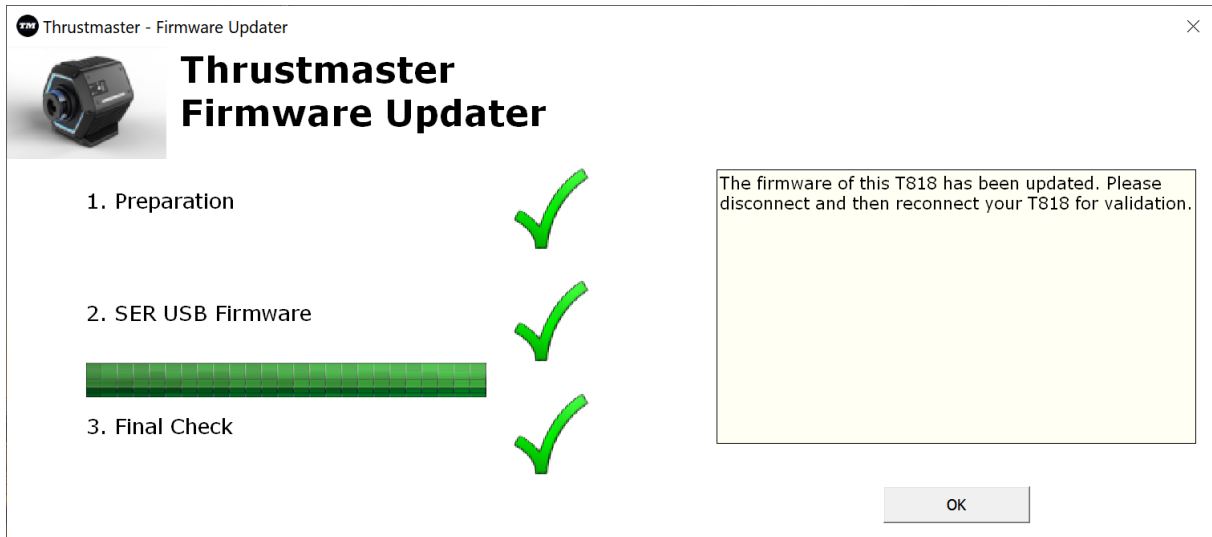 Thrustmaster - Firmware Updater
Thrustmaster
Firmware Updater
1. Preparation
2. SER USB Firmware
3. Final Check
The firmware of this T818 has been updated. Please
disconnect and then reconnect your T818 for validation.
OK